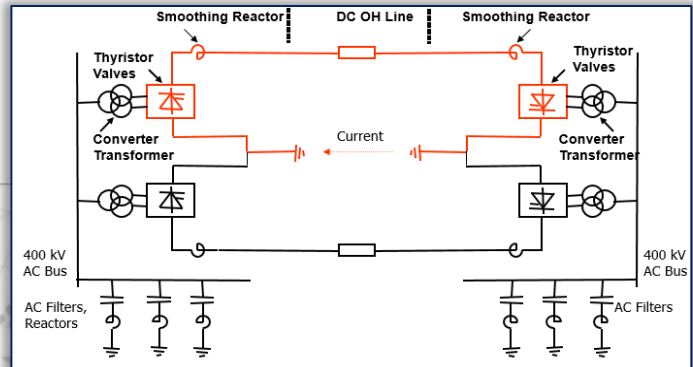 Smoothing Reactor
DC OH Line
Smoothing Reactor
Thyristor
Valves
Thyristor
Valves
Converter
Transformer
Current
Converter
Transformer
400 kV
AC Bus
400 kV
AC Bus
AC Filters,
Reactors
AC Filters